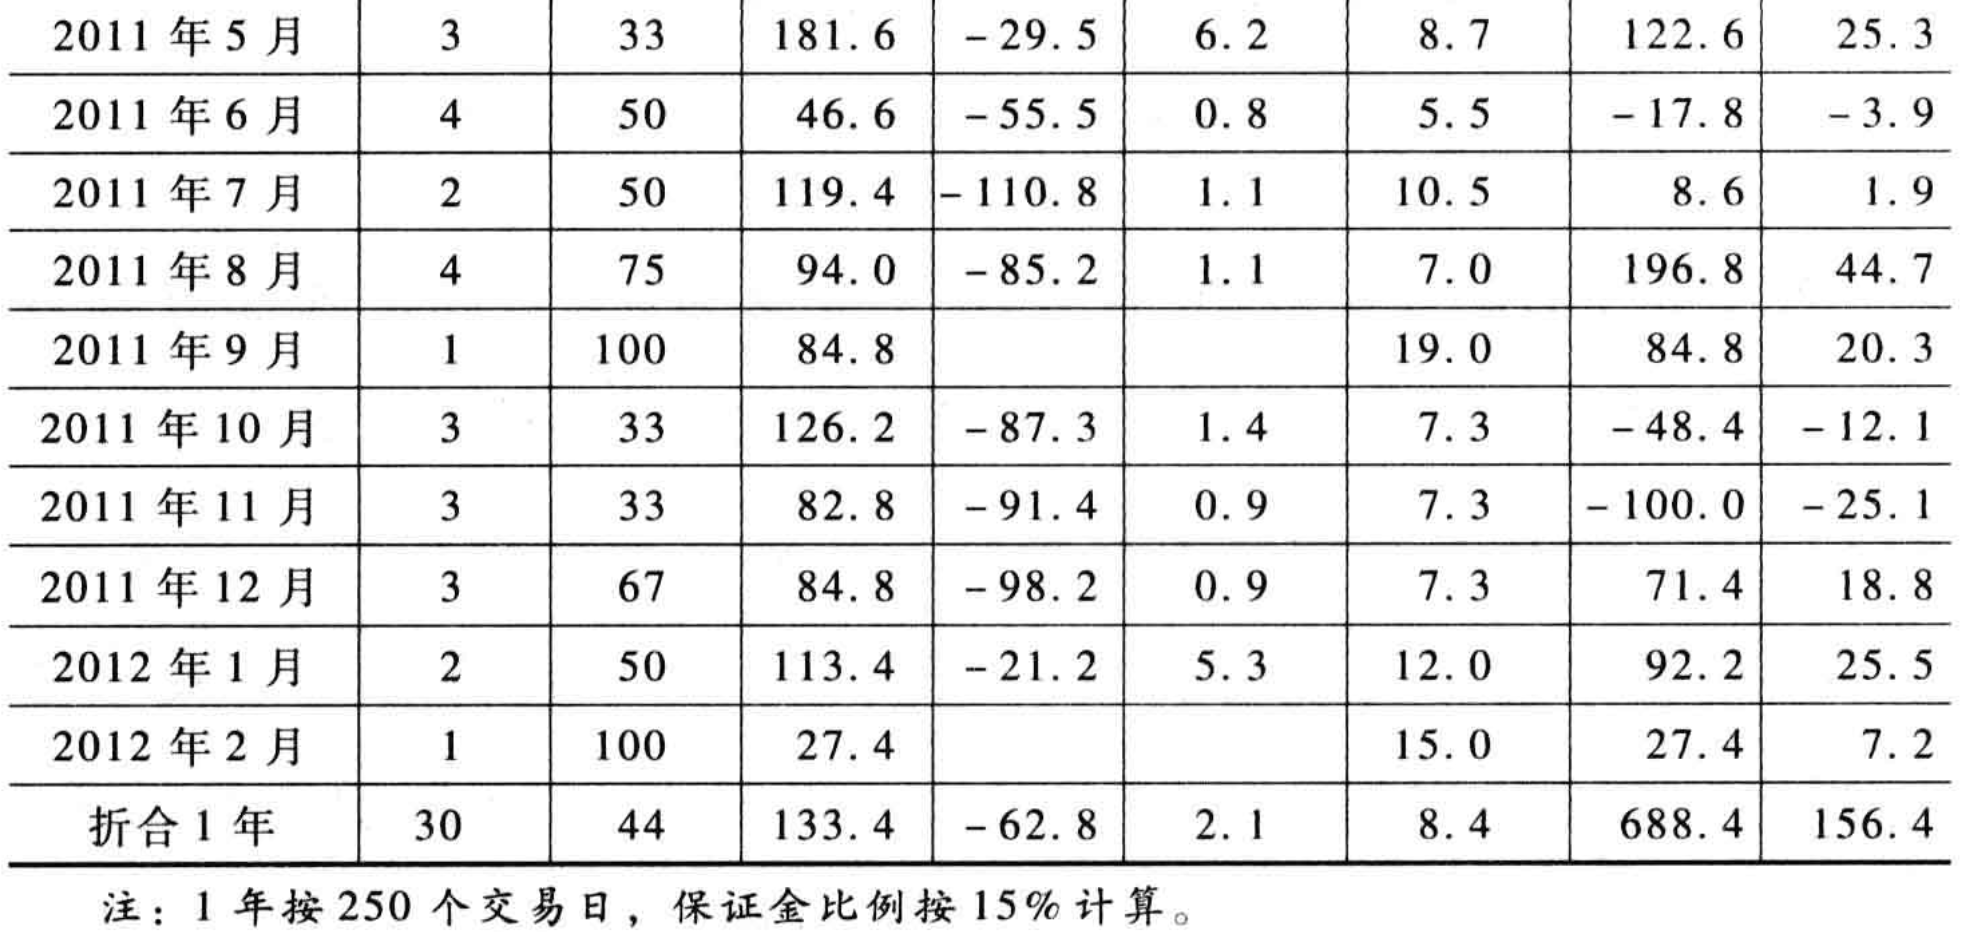 2011 年 5 月 3 33 181.6 -29.5 6.2 8.7 122.6 25.3
2011 年 6 月 4 50 46.6 -55.5 0.8 5.5 -17.8 -3.9
2011 年 7 月 2 50 119.4 -110.8 1.1 10.5 8.6 1.9
2011 年 8 月 4 75 94.0 -85.2 1.1 7.0 196.8 44.7
2011 年 9 月 1 100 84.8 19.0 84.8 20.3
2011 年 10 月 3 33 126.2 -87.3 1.4 7.3 -48.4 -12.1
2011 年 11 月 3 33 82.8 -91.4 0.9 7.3 -100.0 -25.1
2011 年 12 月 3 67 84.8 -98.2 0.9 7.3 71.4 18.8
2012 年 1 月 2 50 113.4 -21.2 5.3 12.0 92.2 25.5
2012 年 2 月 1 100 27.4 15.0 27.4 7.2
折合 1 年 30 44 133.4 -62.8 2.1 8.4 688.4 156.4
注：1 年按 250 个交易日，保证金比例按 15% 计算。